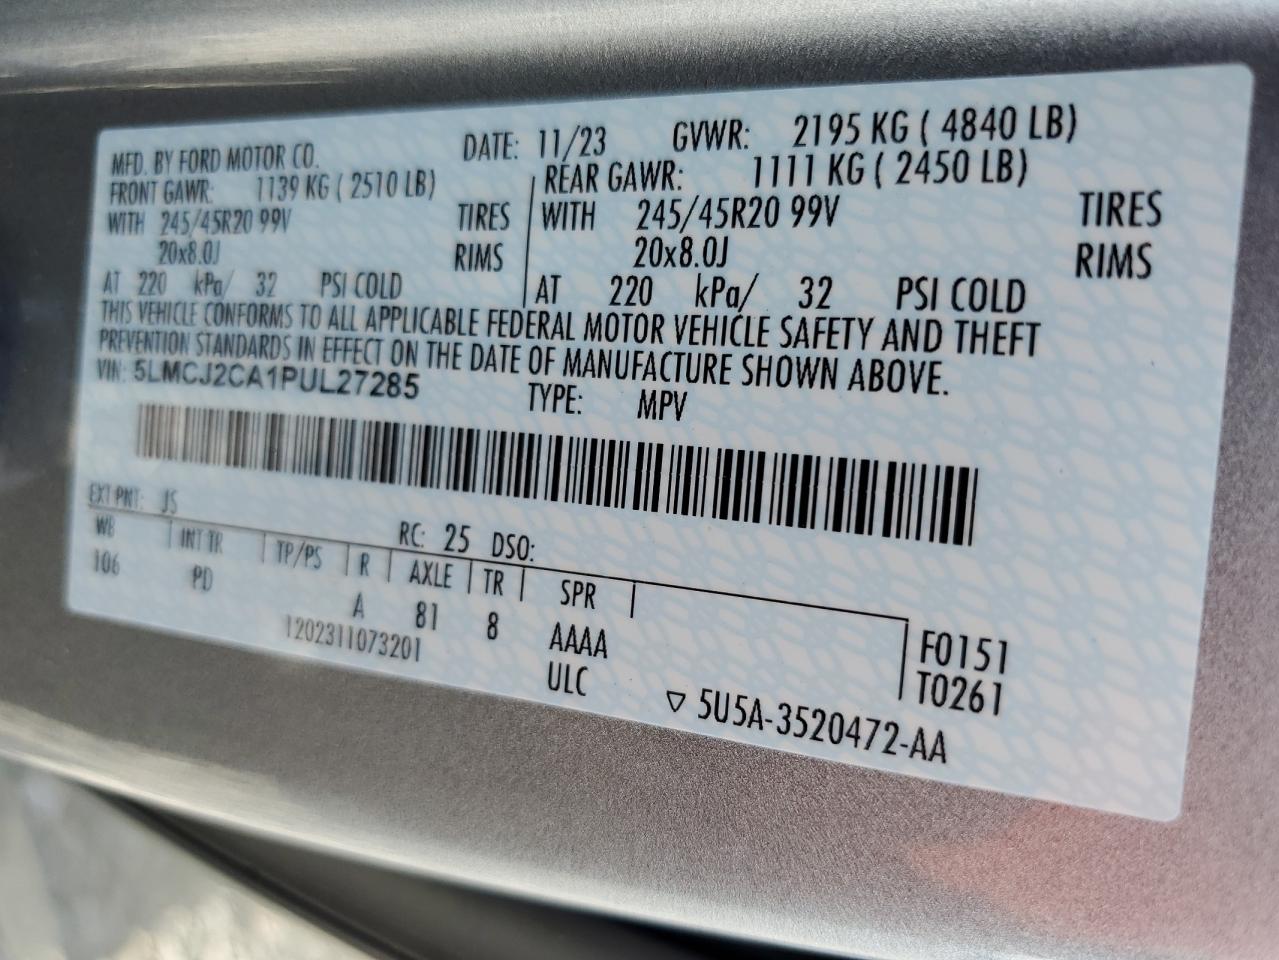 MFD. BY FORD MOTOR CO. DATE: 11/23 GVWR: 2195 KG ( 4840 LB)
FRONT GAWR: 1139 KG ( 2510 LB) REAR GAWR: 1111 KG ( 2450 LB)
WITH 245/45R20 99V TIRES WITH 245/45R20 99V TIRES
20x8.0J RIMS 20x8.0J RIMS
AT 220 kPa/ 32 PSI COLD AT 220 kPa/ 32 PSI COLD
THIS VEHICLE CONFORMS TO ALL APPLICABLE FEDERAL MOTOR VEHICLE SAFETY AND THEFT
PREVENTION STANDARDS IN EFFECT ON THE DATE OF MANUFACTURE SHOWN ABOVE.
VIN: 5LMCJ2CA1PUL27285 TYPE: MPV
EXT PNT: JS RC: 25 DSO:
WB INT TR TP/PS R AXLE TR SPR
106 PD A 81 8 AAAA F0151
1202311073201 ULC T0261
5U5A-3520472-AA